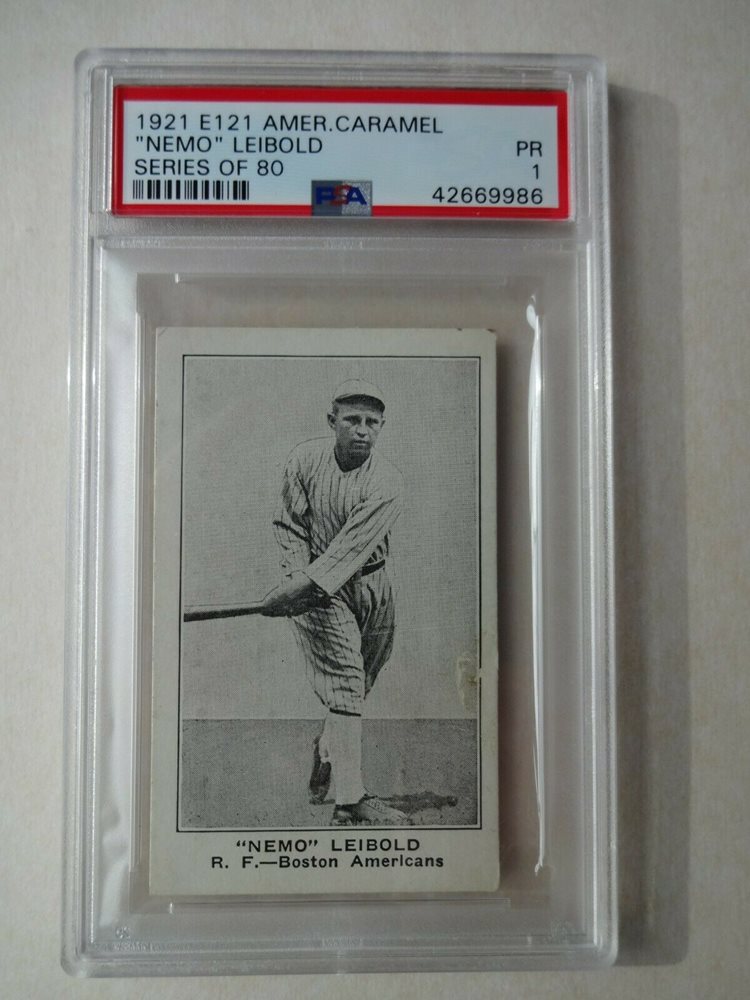 1921 E121 AMER.CARAMEL
"NEMO" LEIBOLD PR
SERIES OF 80 1
PSA 42669986
“NEMO” LEIBOLD
R. F.—Boston Americans